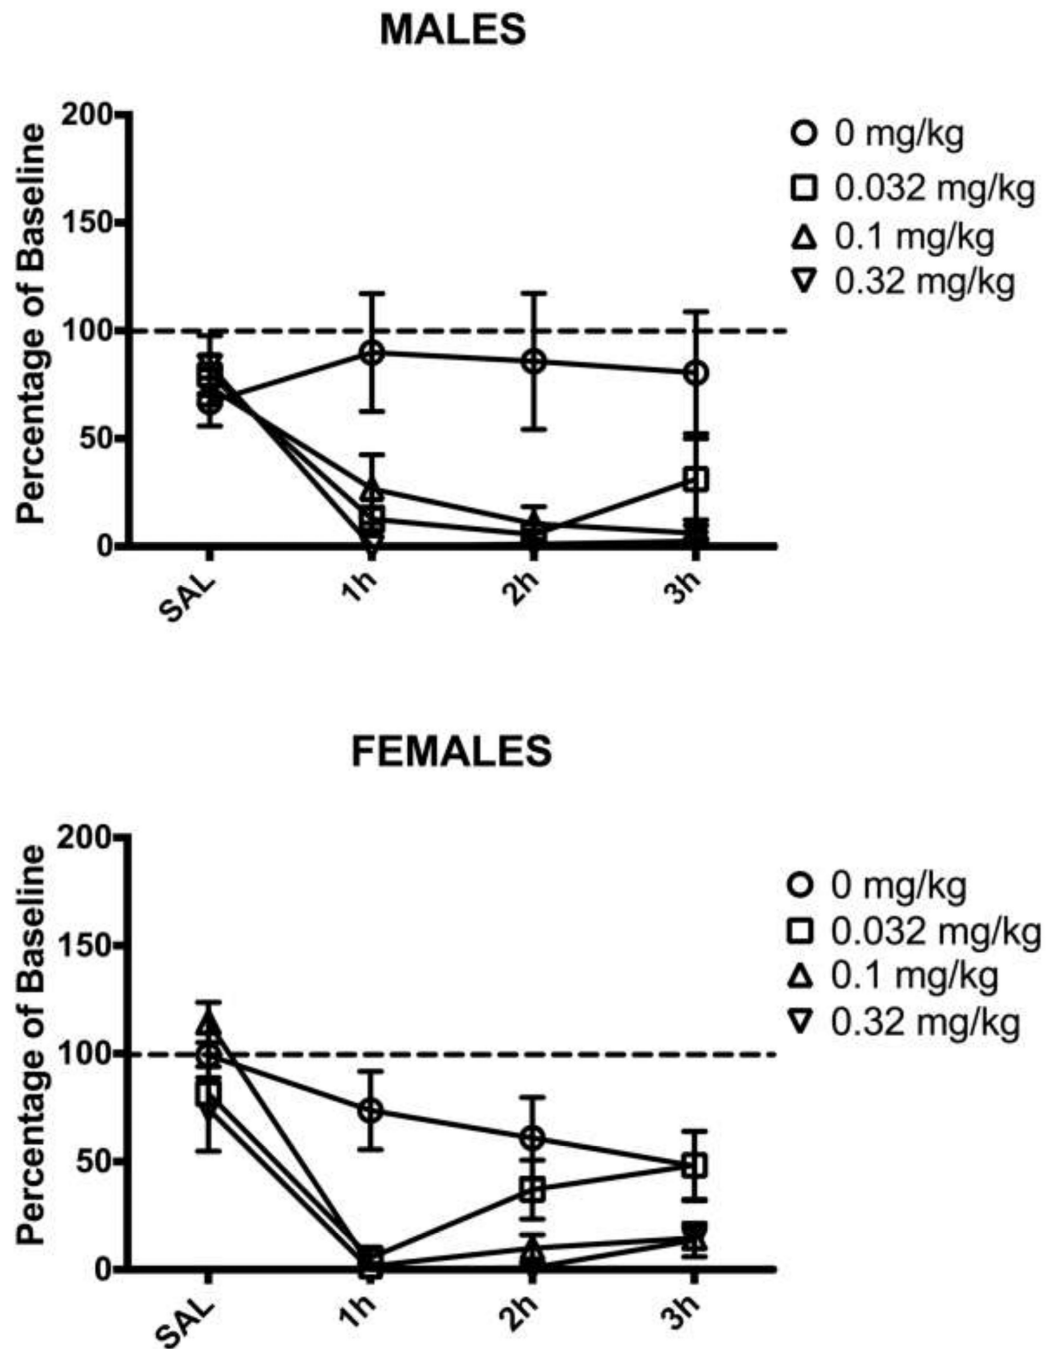 MALES
Percentage of Baseline
200
150
100
50
0
SAL
1h
2h
3h
0 mg/kg
0.032 mg/kg
0.1 mg/kg
0.32 mg/kg
FEMALES
Percentage of Baseline
200
150
100
50
0
SAL
1h
2h
3h
0 mg/kg
0.032 mg/kg
0.1 mg/kg
0.32 mg/kg